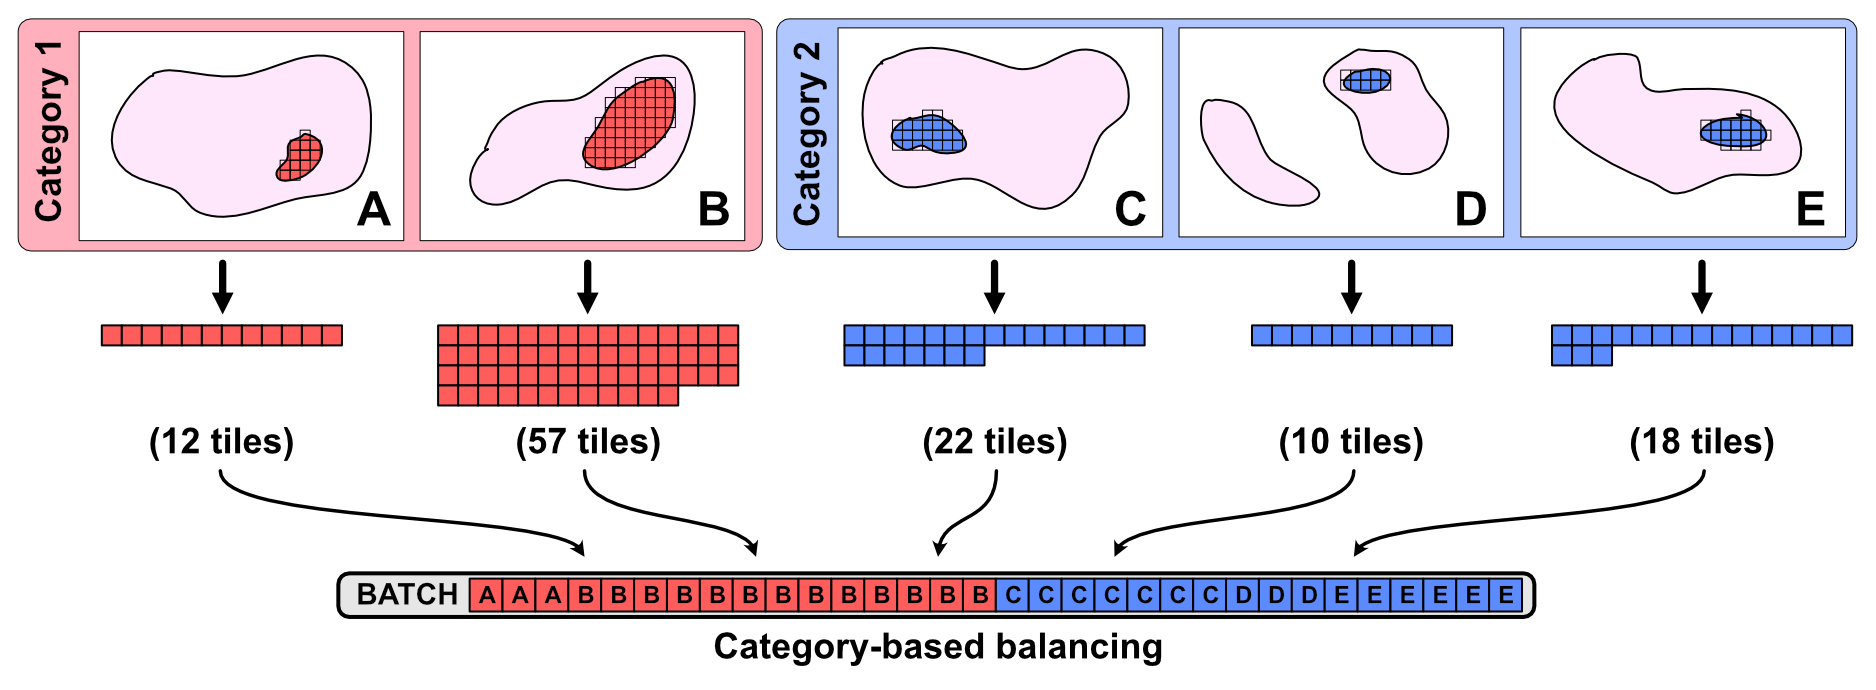 Category 1
A
B
Category 2
C
D
E
(12 tiles)
(57 tiles)
(22 tiles)
(10 tiles)
(18 tiles)
BATCH A A A B B B B B B B B B B B B B C C C C C C C D D D E E E E E E
Category-based balancing